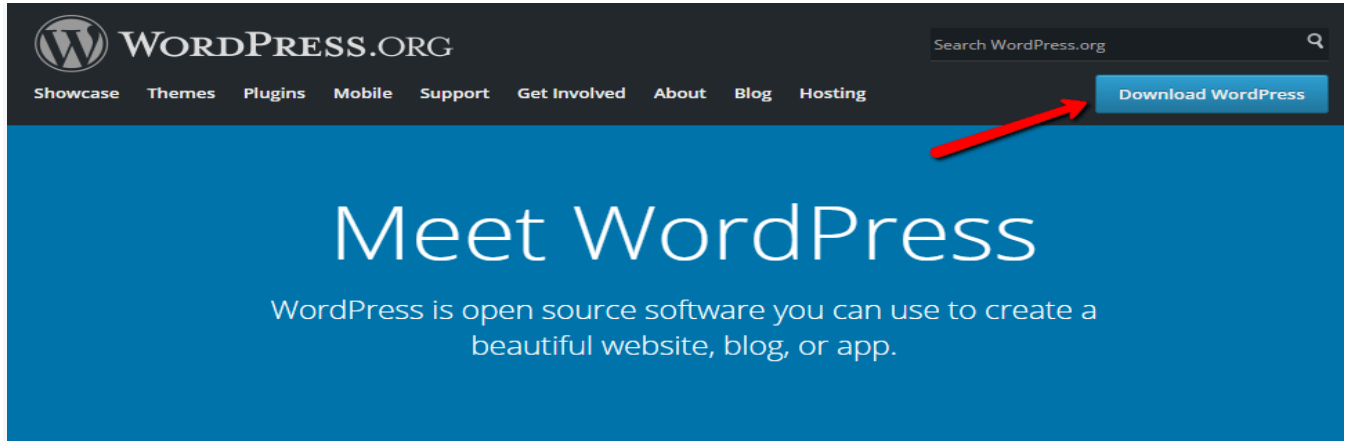 WORDPRESS.ORG
Search WordPress.org
Showcase Themes Plugins Mobile Support Get Involved About Blog Hosting
Download WordPress
Meet WordPress
WordPress is open source software you can use to create a
beautiful website, blog, or app.